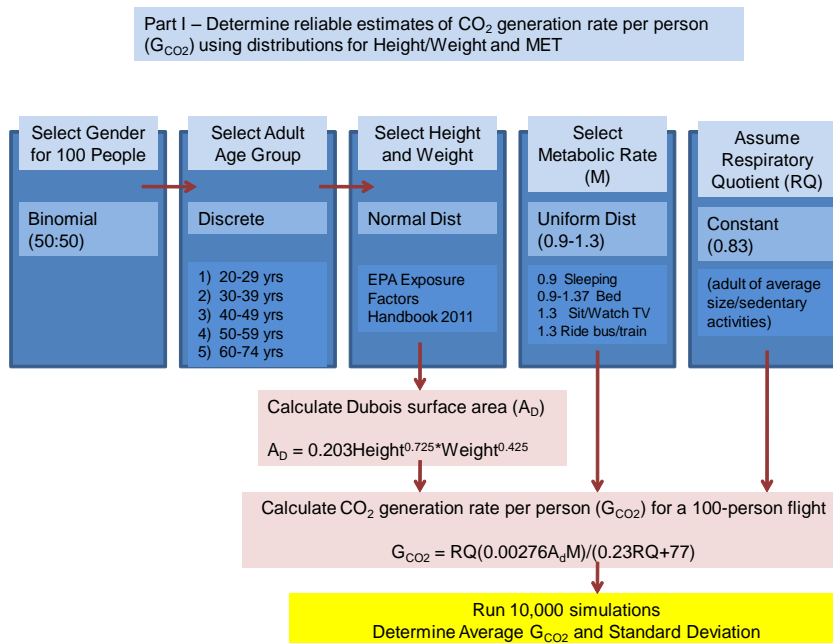 Part I – Determine reliable estimates of CO2 generation rate per person
(GCO2) using distributions for Height/Weight and MET
Select Gender
for 100 People
Binomial
(50:50)
Select Adult
Age Group
Discrete
1) 20-29 yrs
2) 30-39 yrs
3) 40-49 yrs
4) 50-59 yrs
5) 60-74 yrs
Select Height
and Weight
Normal Dist
EPA Exposure
Factors
Handbook 2011
Select
Metabolic Rate
(M)
Uniform Dist
(0.9-1.3)
0.9 Sleeping
0.9-1.37 Bed
1.3 Sit/Watch TV
1.3 Ride bus/train
Assume
Respiratory
Quotient (RQ)
Constant
(0.83)
(adult of average
size/sedentary
activities)
Calculate Dubois surface area (AD)
AD = 0.203Height0.725*Weight0.425
Calculate CO2 generation rate per person (GCO2) for a 100-person flight
GCO2 = RQ(0.00276AdM)/(0.23RQ+77)
Run 10,000 simulations
Determine Average GCO2 and Standard Deviation